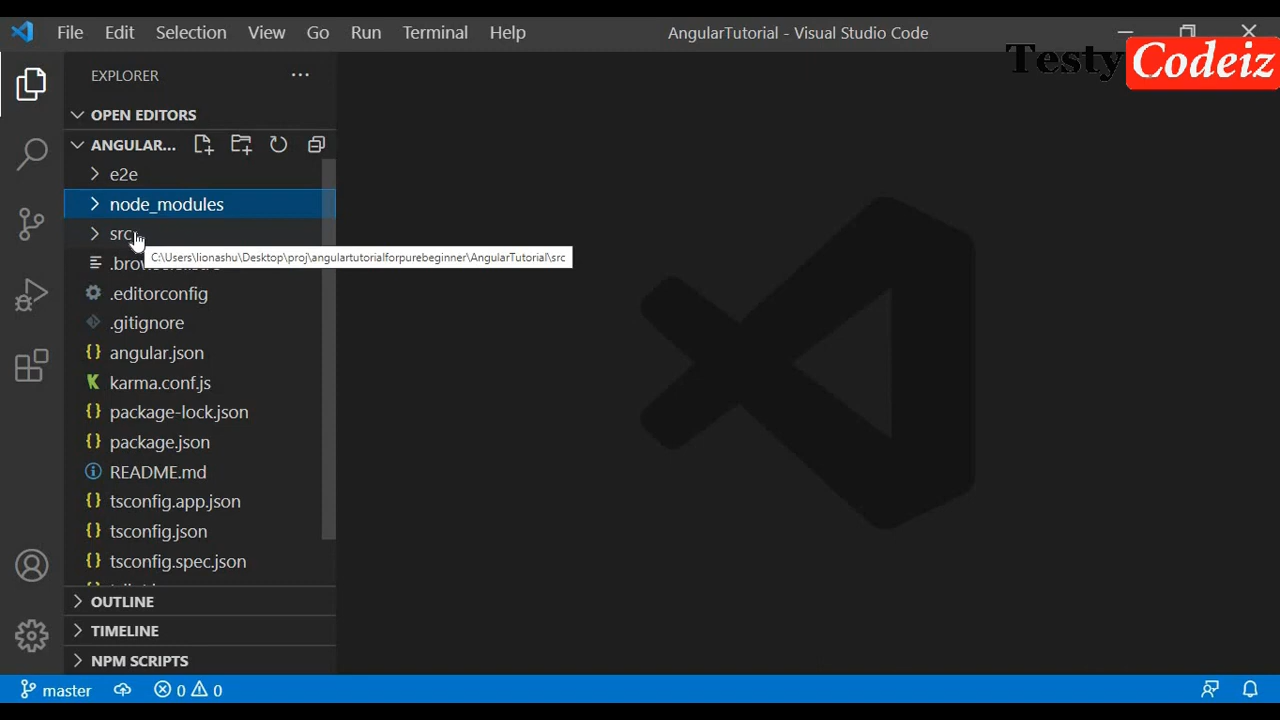 File Edit Selection View Go Run Terminal Help AngularTutorial - Visual Studio Code
Testy Codeiz
EXPLORER
OPEN EDITORS
ANGULAR...
e2e
node_modules
src
C:\Users\lionashu\Desktop\proj\angulartutorialforpurebeginner\AngularTutorial\src
.editorconfig
.gitignore
angular.json
karma.conf.js
package-lock.json
package.json
README.md
tsconfig.app.json
tsconfig.json
tsconfig.spec.json
OUTLINE
TIMELINE
NPM SCRIPTS
master 0 0